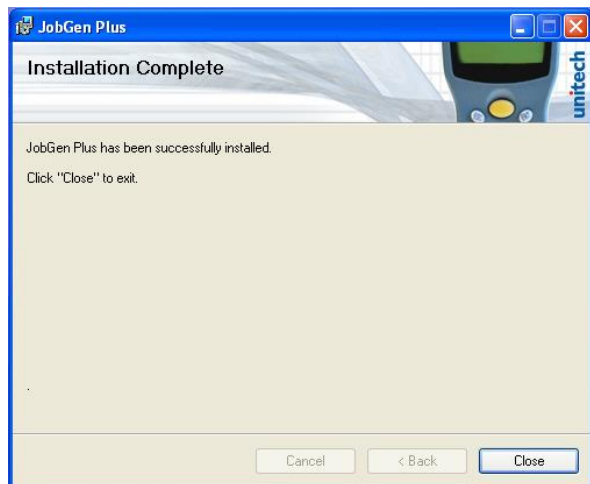 JobGen Plus
Installation Complete
unitech
JobGen Plus has been successfully installed.
Click "Close" to exit.
.
Cancel
< Back
Close